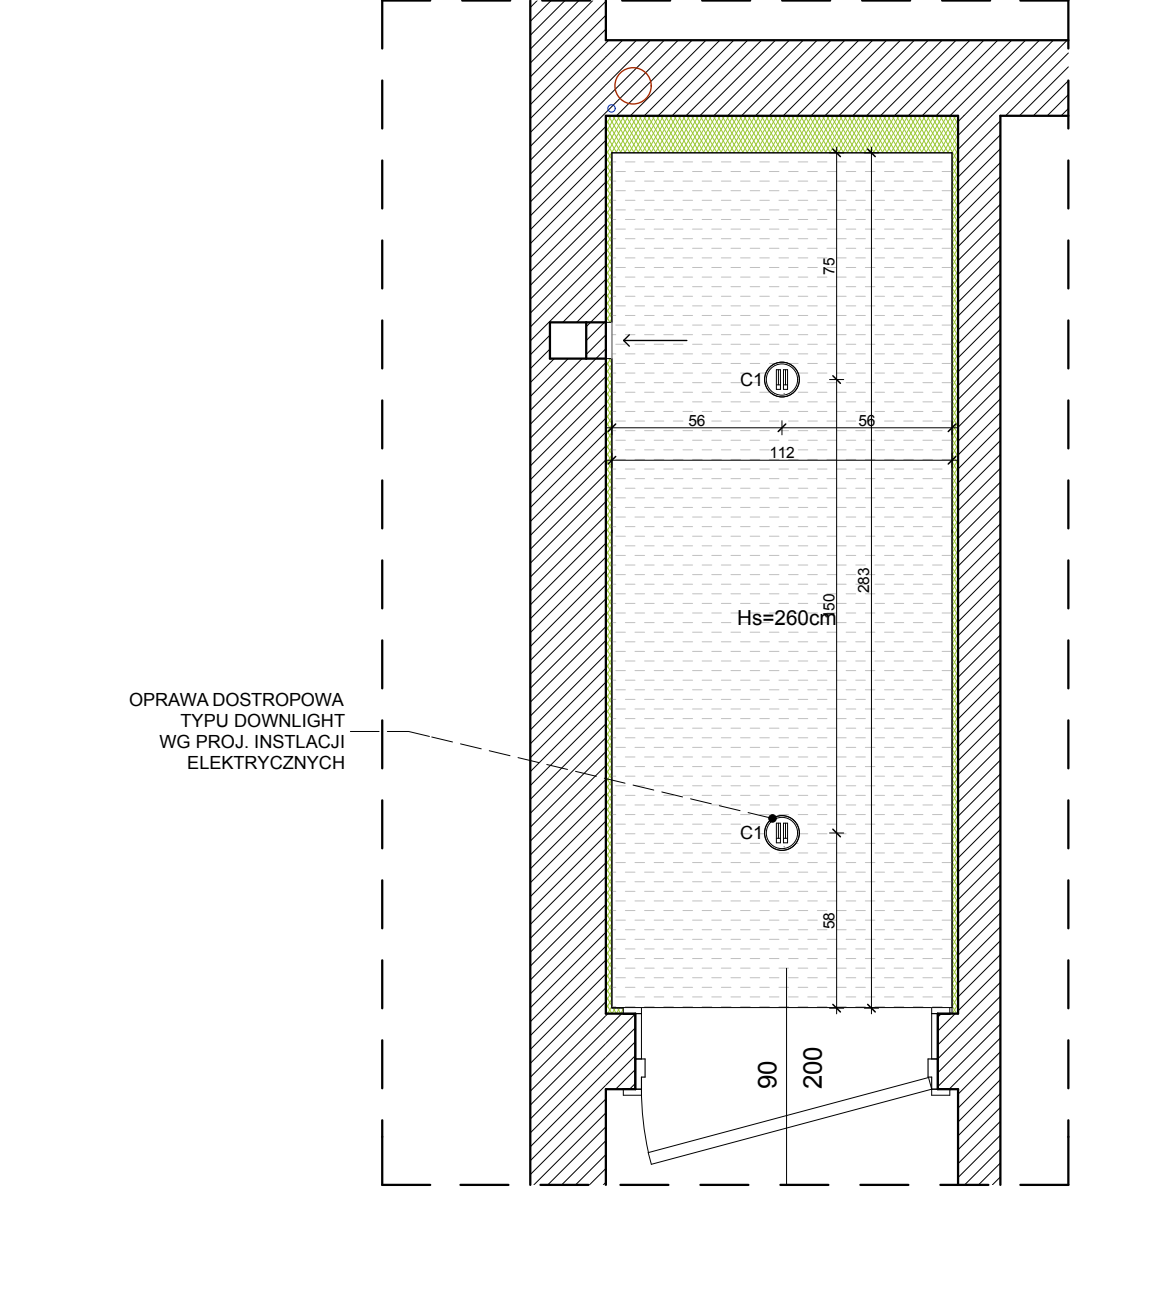 75
C1
56
56
112
283
150
Hs=260cm
OPRAWA DOSTROPOWA
TYPU DOWNLIGHT
WG PROJ. INSTLACJI
ELEKTRYCZNYCH
C1
58
90
200